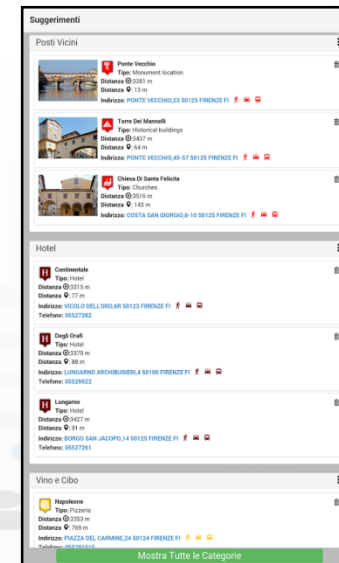 Suggerimenti
Posti Vicini
Ponte Vecchio
Tipo: Monument location
Distanza :3381 m
Distanza : 13 m
Indirizzo: PONTE VECCHIO,23 50125 FIRENZE FI
Torre Dei Mannelli
Tipo: Historical buildings
Distanza :3437 m
Distanza : 64 m
Indirizzo: PONTE VECCHIO,45-57 50125 FIRENZE FI
Chiesa Di Santa Felicita
Tipo: Churches
Distanza :3516 m
Distanza : 143 m
Indirizzo: COSTA SAN GIORGIO,8-10 50125 FIRENZE FI
Hotel
Continentale
Tipo: Hotel
Distanza :3315 m
Distanza : 77 m
Indirizzo: VICOLO DELL'ORO,6R 50123 FIRENZE FI
Telefono: 05527262
Degli Orafi
Tipo: Hotel
Distanza :3370 m
Distanza : 88 m
Indirizzo: LUNGARNO ARCHIBUSIERI,4 50100 FIRENZE FI
Telefono: 05526622
Lungarno
Tipo: Hotel
Distanza :3427 m
Distanza : 91 m
Indirizzo: BORGO SAN JACOPO,14 50125 FIRENZE FI
Telefono: 05527261
Vino e Cibo
Napoleone
Tipo: Pizzeria
Distanza :3353 m
Distanza : 769 m
Indirizzo: PIAZZA DEL CARMINE,24 50124 FIRENZE FI
Mostra Tutte le Categorie